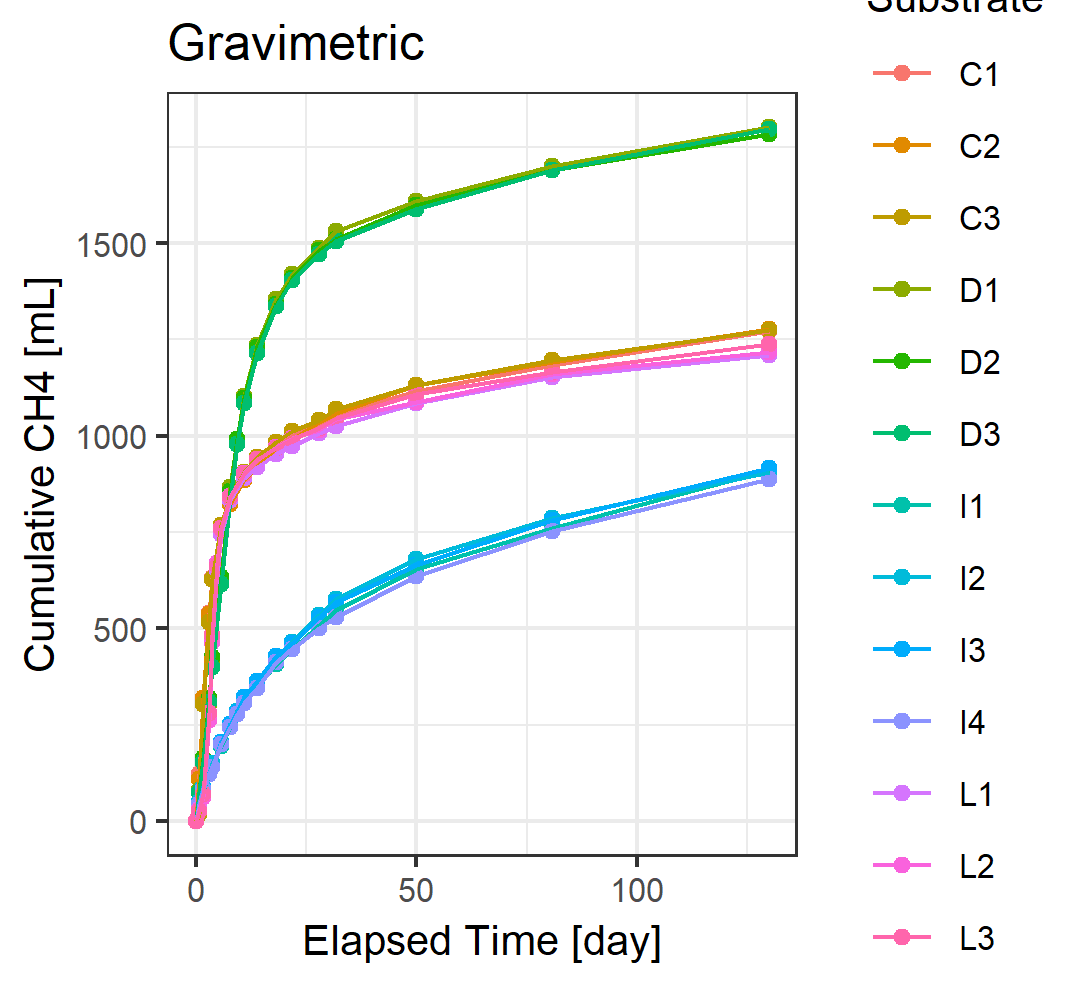 Gravimetric
Substrate
C1
C2
C3
D1
D2
D3
I1
I2
I3
I4
L1
L2
L3
Cumulative CH4 [mL]
1500
1000
500
0
0 50 100
Elapsed Time [day]